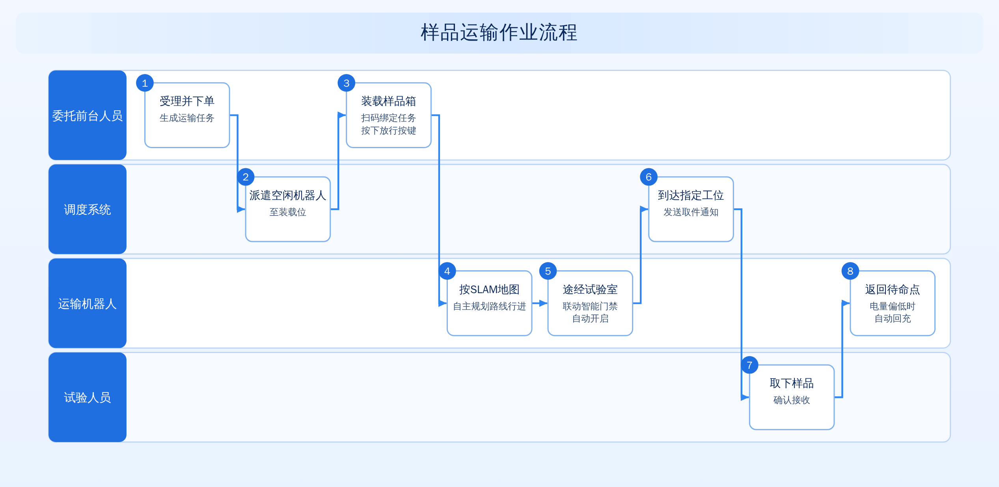 样品运输作业流程
委托前台人员
1
受理并下单
生成运输任务
3
装载样品箱
扫码绑定任务
按下放行按键
调度系统
2
派遣空闲机器人
至装载位
6
到达指定工位
发送取件通知
运输机器人
4
按SLAM地图
自主规划路线行进
5
途经试验室
联动智能门禁
自动开启
8
返回待命点
电量偏低时
自动回充
试验人员
7
取下样品
确认接收